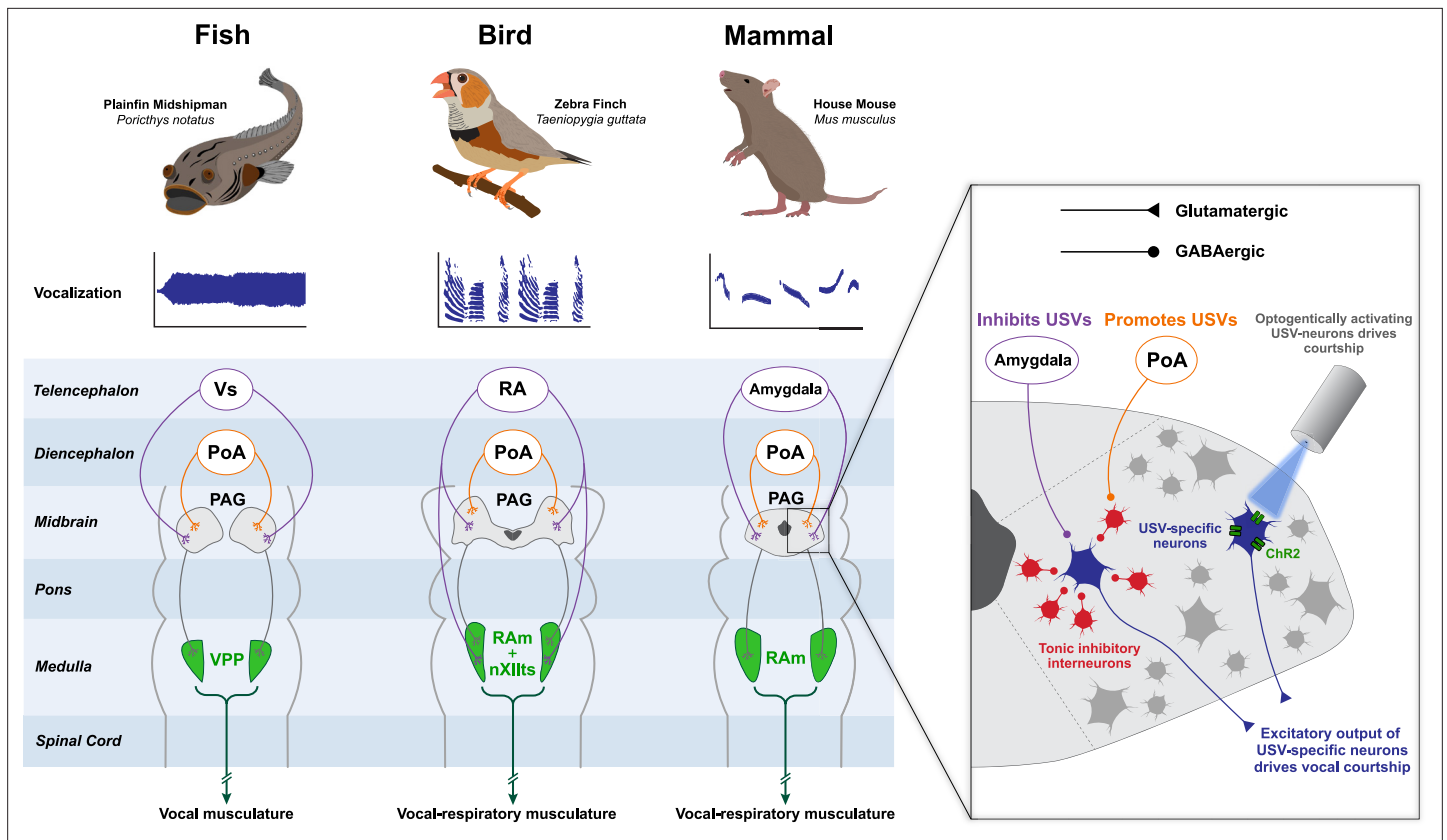 Fish
Bird
Mammal
Plainfin Midshipman
Poricthys notatus
Zebra Finch
Taeniopygia guttata
House Mouse
Mus musculus
Vocalization
Telencephalon
Diencephalon
Midbrain
Pons
Medulla
Spinal Cord
Vs
PoA
PAG
VPP
Vocal musculature
RA
PoA
PAG
RAm
+
nXIIts
Vocal-respiratory musculature
Amygdala
PoA
PAG
RAm
Vocal-respiratory musculature
Glutamatergic
GABAergic
Inhibits USVs
Promotes USVs
Optogentically activating
USV-neurons drives
courtship
Amygdala
PoA
USV-specific
neurons
ChR2
Tonic inhibitory
interneurons
Excitatory output of
USV-specific neurons
drives vocal courtship